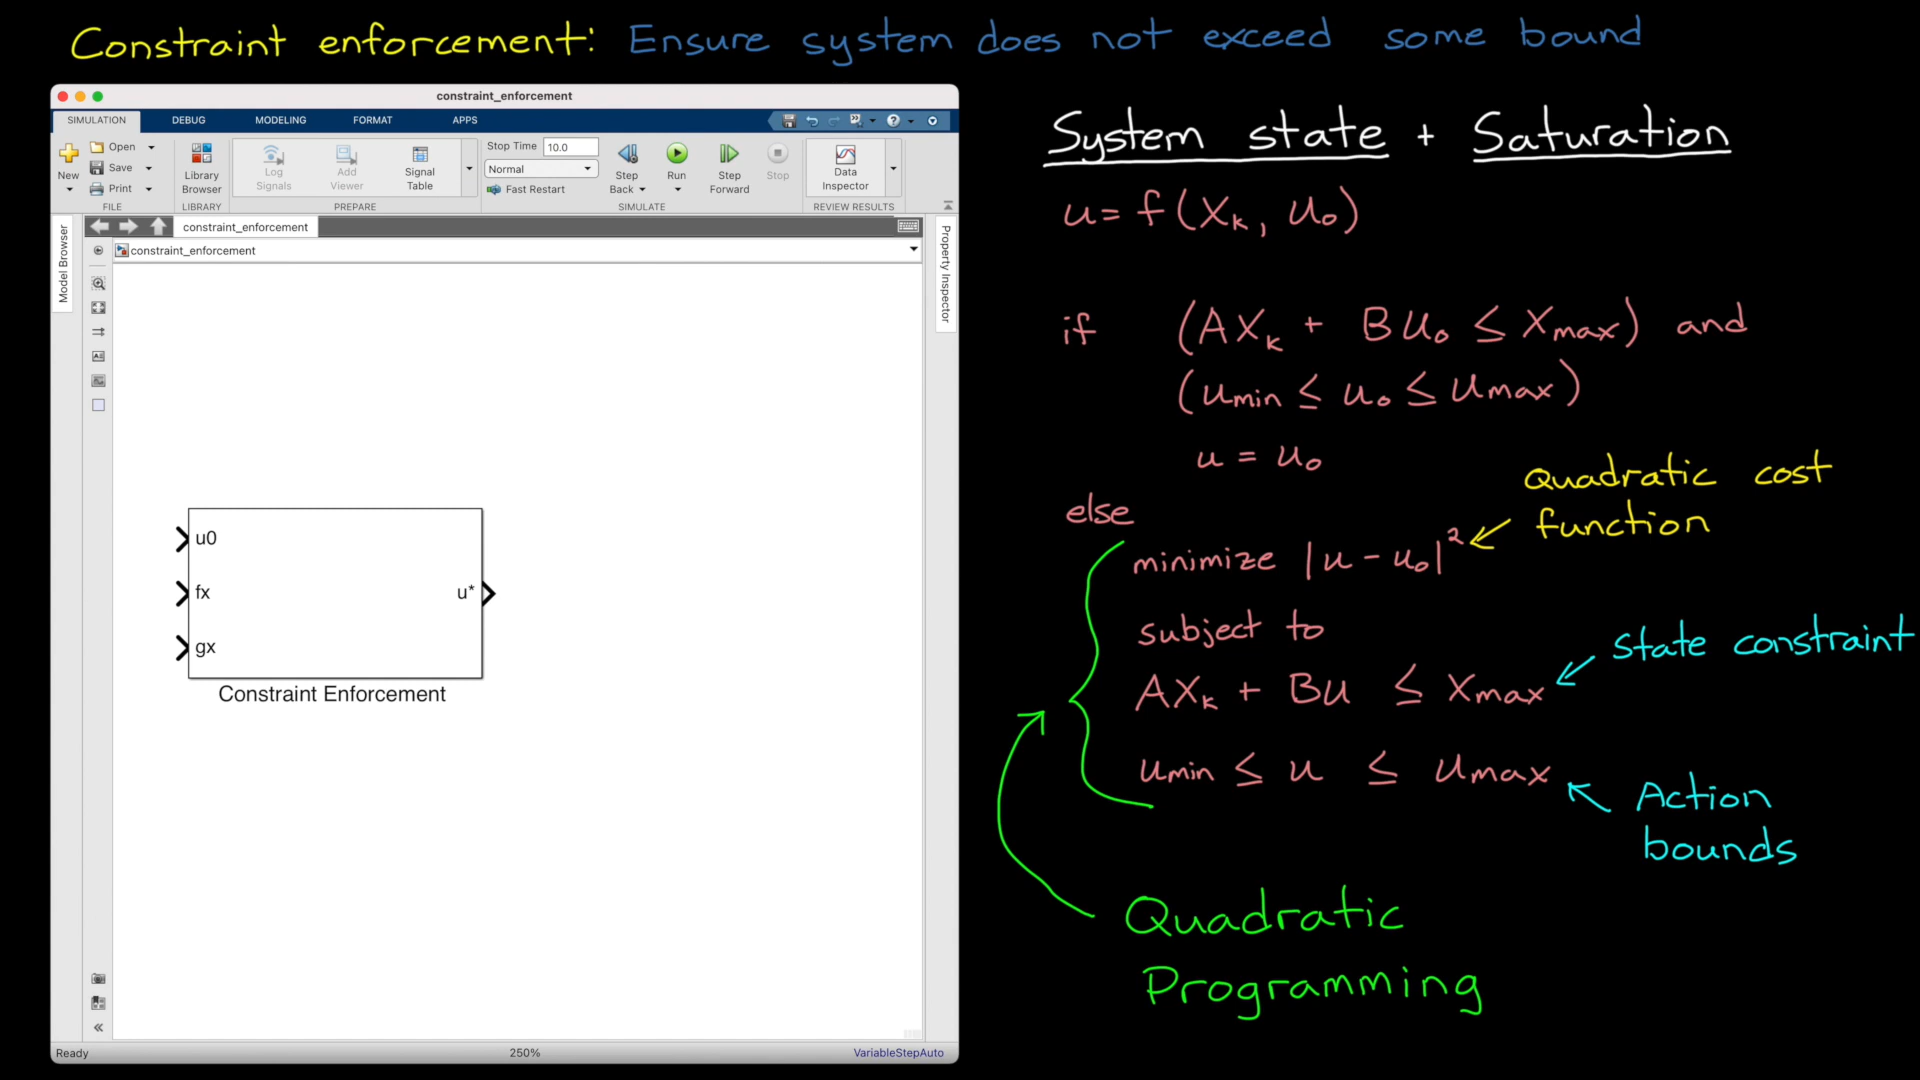 Constraint enforcement: Ensure system does not exceed some bound
constraint_enforcement
SIMULATION DEBUG MODELING FORMAT APPS
New
Open
Save
Print
FILE
Library Browser
LIBRARY
Log Signals
Add Viewer
Signal Table
PREPARE
Stop Time 10.0
Normal
Fast Restart
Step Back
Run
Step Forward
Stop
SIMULATE
Data Inspector
REVIEW RESULTS
constraint_enforcement
constraint_enforcement
Model Browser
Property Inspector
u0
fx
gx
u*
Constraint Enforcement
Ready 250% VariableStepAuto
System state + Saturation
u = f(Xₖ, u₀)
if (AXₖ + Bu₀ ≤ Xmax) and
(umin ≤ u₀ ≤ umax)
u = u₀
else
minimize |u - u₀|²
Quadratic cost
function
subject to
AXₖ + Bu ≤ Xmax
State constraint
umin ≤ u ≤ umax
Action
bounds
Quadratic
Programming